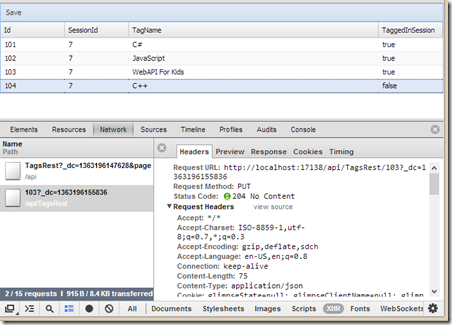 Save
Id SessionId TagName TaggedInSession
101 7 C# true
102 7 JavaScript true
103 7 WebAPI For Kids true
104 7 C++ false
Elements Resources Network Sources Timeline Profiles Audits Console
Name
Path
TagsRest?_dc=1363196147628&page
/api
103?_dc=1363196155836
/api/TagsRest
Headers Preview Response Cookies Timing
Request URL: http://localhost:17138/api/TagsRest/103?_dc=1
363196155836
Request Method: PUT
Status Code: 204 No Content
Request Headers view source
Accept: */*
Accept-Charset: ISO-8859-1,utf-
8;q=0.7,*;q=0.3
Accept-Encoding: gzip,deflate,sdch
Accept-Language: en-US,en;q=0.8
Connection: keep-alive
Content-Length: 75
Content-Type: application/json
Cookie: glimpseState=null; glimpseClientName=null; glimp
2 / 15 requests | 915 B / 8.4 KB transferred
All Documents Stylesheets Images Scripts XHR Fonts WebSockets